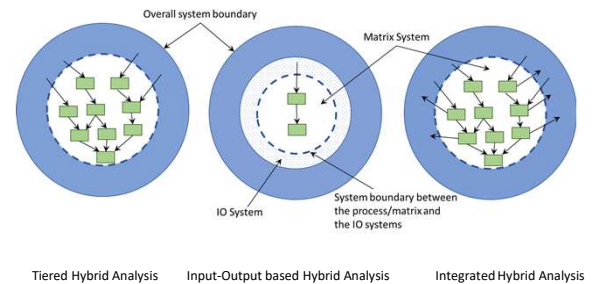 Overall system boundary
Matrix System
IO System
System boundary between
the process/matrix and
the IO systems
Tiered Hybrid Analysis
Input-Output based Hybrid Analysis
Integrated Hybrid Analysis